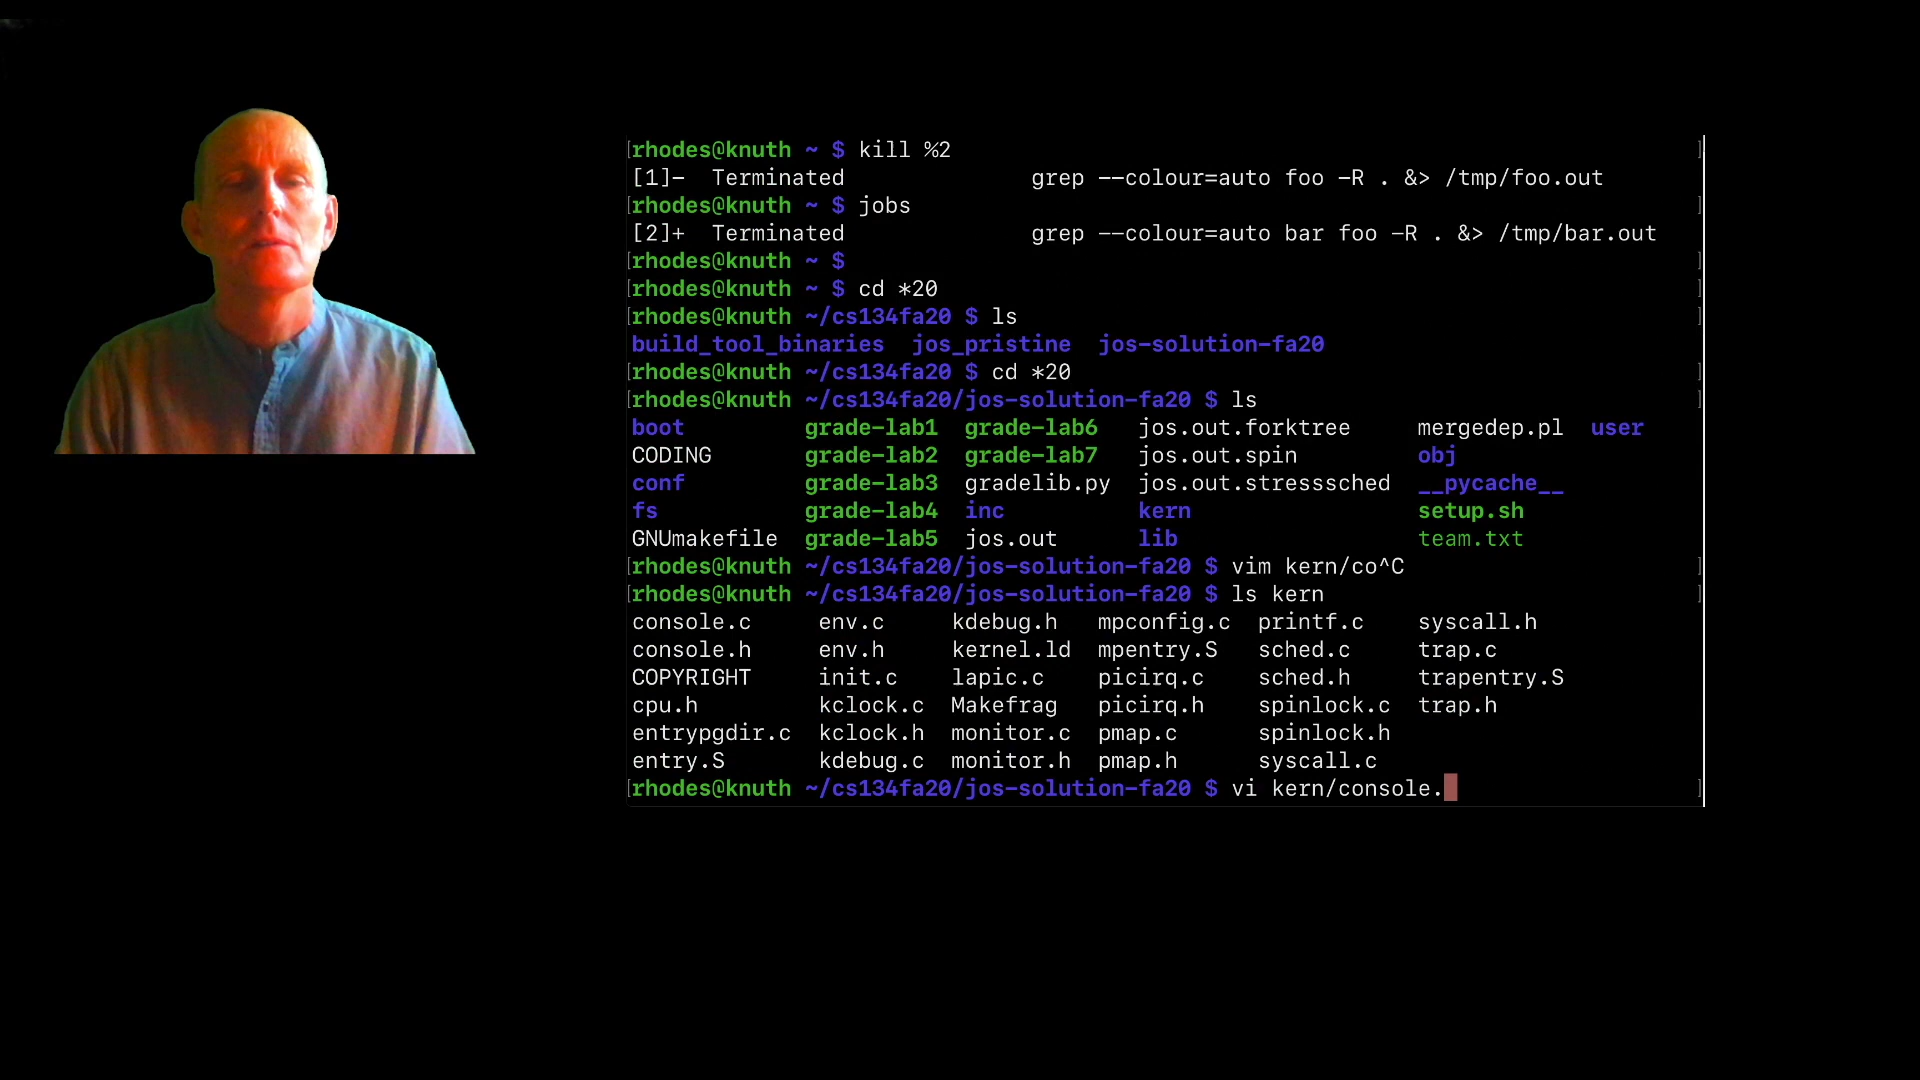 [rhodes@knuth ~ $ kill %2 ]
[1]-  Terminated              grep --colour=auto foo -R . &> /tmp/foo.out
[rhodes@knuth ~ $ jobs ]
[2]+  Terminated              grep --colour=auto bar foo -R . &> /tmp/bar.out
[rhodes@knuth ~ $ ]
[rhodes@knuth ~ $ cd *20 ]
[rhodes@knuth ~/cs134fa20 $ ls ]
build_tool_binaries  jos_pristine  jos-solution-fa20
[rhodes@knuth ~/cs134fa20 $ cd *20 ]
[rhodes@knuth ~/cs134fa20/jos-solution-fa20 $ ls ]
boot         grade-lab1  grade-lab6   jos.out.forktree     mergedep.pl  user
CODING       grade-lab2  grade-lab7   jos.out.spin         obj
conf         grade-lab3  gradelib.py  jos.out.stresssched  __pycache__
fs           grade-lab4  inc          kern                 setup.sh
GNUmakefile  grade-lab5  jos.out      lib                  team.txt
[rhodes@knuth ~/cs134fa20/jos-solution-fa20 $ vim kern/co^C ]
[rhodes@knuth ~/cs134fa20/jos-solution-fa20 $ ls kern ]
console.c     env.c     kdebug.h   mpconfig.c  printf.c    syscall.h
console.h     env.h     kernel.ld  mpentry.S   sched.c     trap.c
COPYRIGHT     init.c    lapic.c    picirq.c    sched.h     trapentry.S
cpu.h         kclock.c  Makefrag   picirq.h    spinlock.c  trap.h
entrypgdir.c  kclock.h  monitor.c  pmap.c      spinlock.h
entry.S       kdebug.c  monitor.h  pmap.h      syscall.c
[rhodes@knuth ~/cs134fa20/jos-solution-fa20 $ vi kern/console. ]